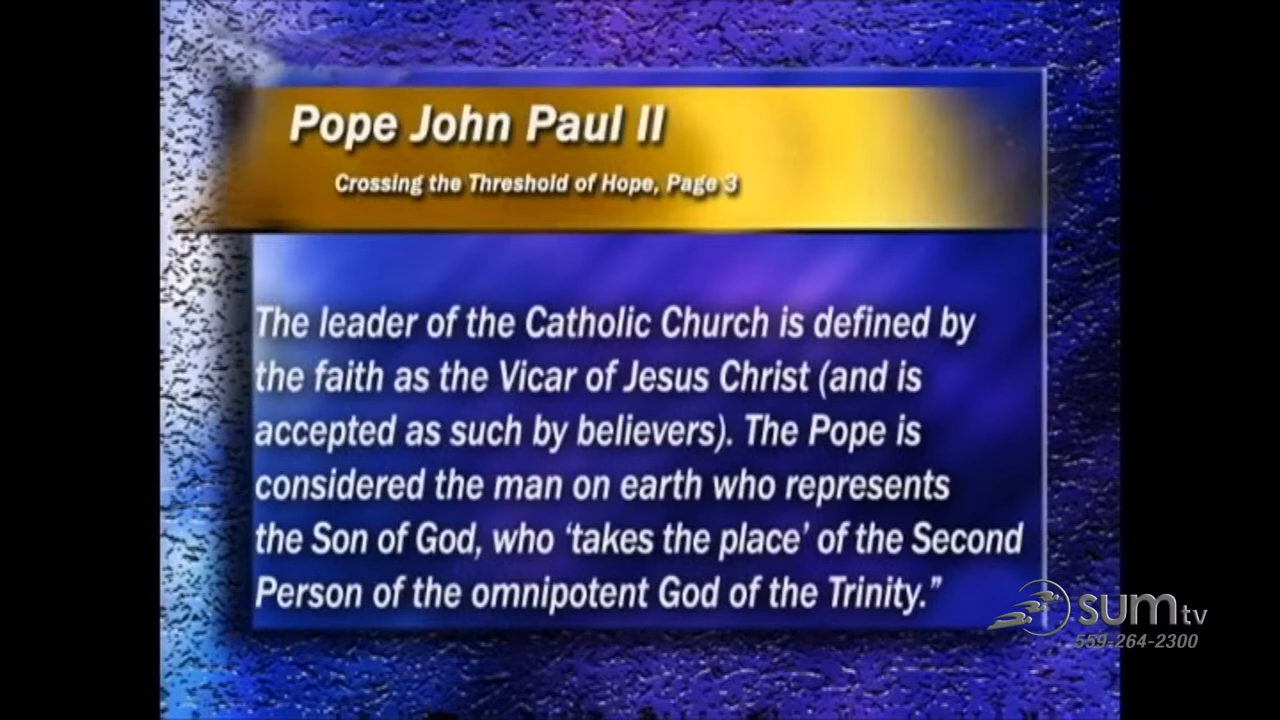 Pope John Paul II
Crossing the Threshold of Hope, Page 3
The leader of the Catholic Church is defined by
the faith as the Vicar of Jesus Christ (and is
accepted as such by believers). The Pope is
considered the man on earth who represents
the Son of God, who ‘takes the place’ of the Second
Person of the omnipotent God of the Trinity.”
sumtv
559-264-2300